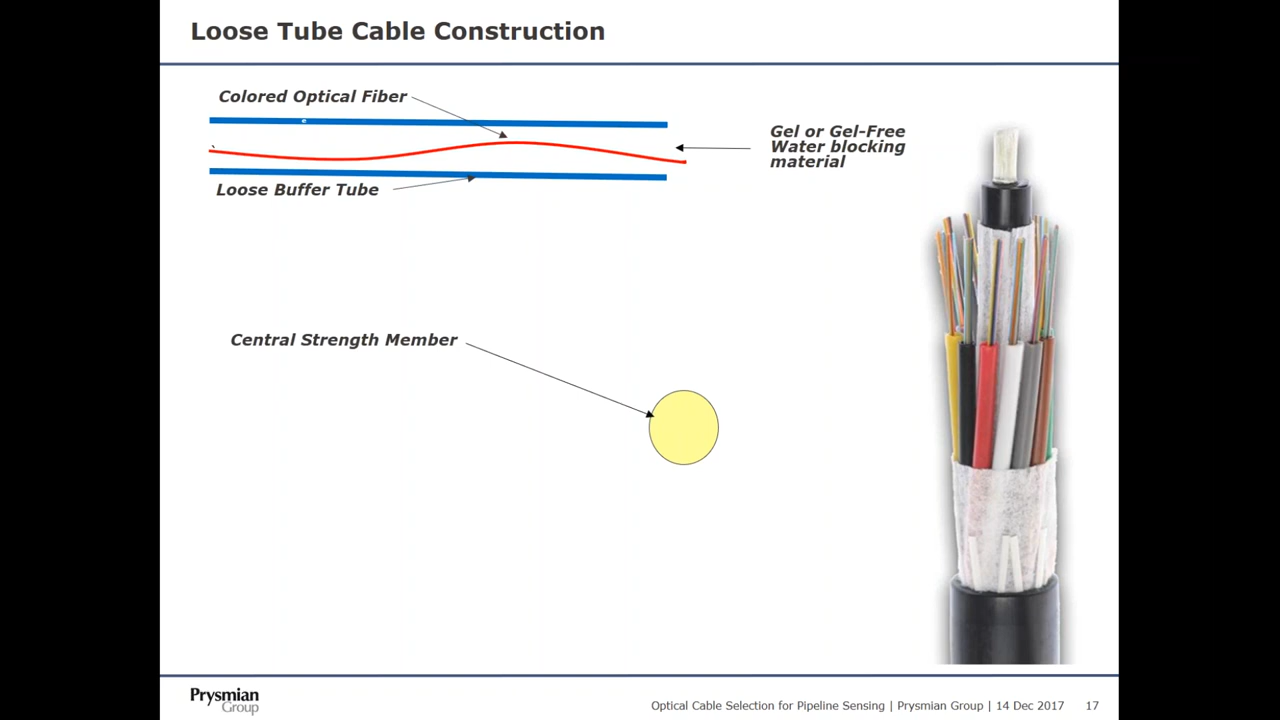 Loose Tube Cable Construction
Colored Optical Fiber
Gel or Gel-Free
Water blocking
material
Loose Buffer Tube
Central Strength Member
Prysmian
Group
Optical Cable Selection for Pipeline Sensing | Prysmian Group | 14 Dec 2017 17